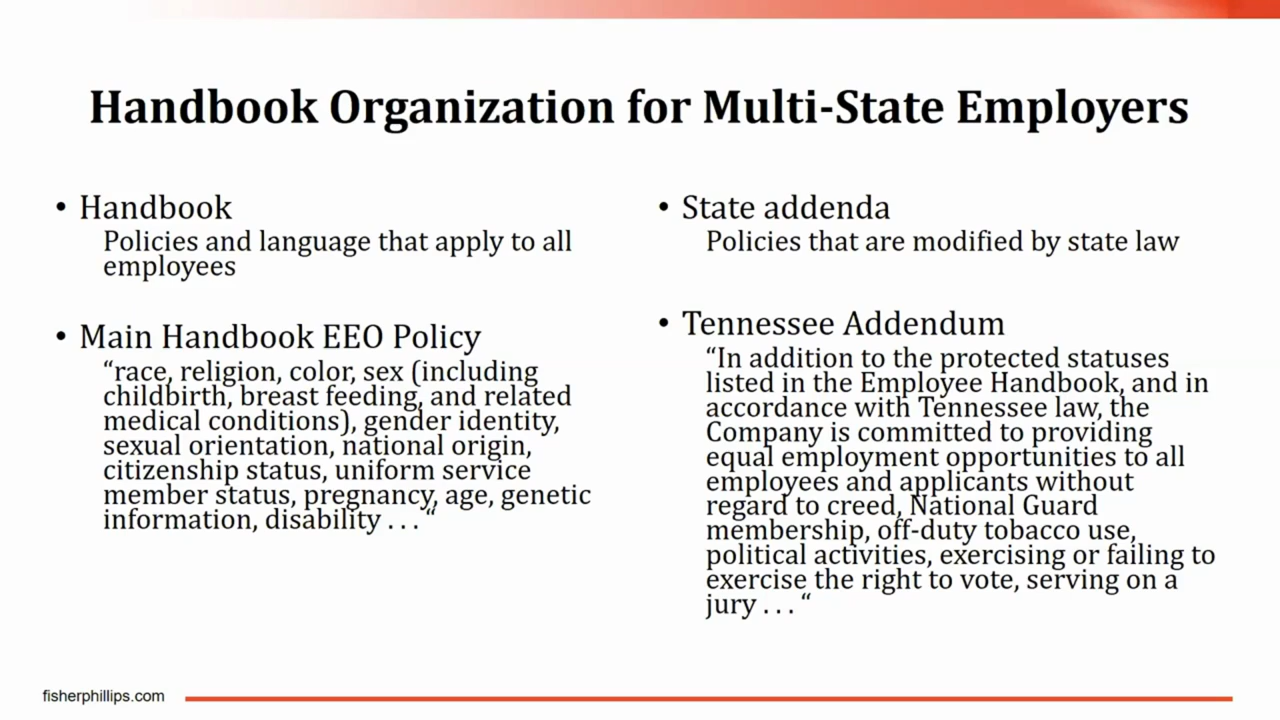 Handbook Organization for Multi-State Employers
• Handbook
Policies and language that apply to all
employees
• Main Handbook EEO Policy
“race, religion, color, sex (including
childbirth, breast feeding, and related
medical conditions), gender identity,
sexual orientation, national origin,
citizenship status, uniform service
member status, pregnancy, age, genetic
information, disability . . . “
• State addenda
Policies that are modified by state law
• Tennessee Addendum
“In addition to the protected statuses
listed in the Employee Handbook, and in
accordance with Tennessee law, the
Company is committed to providing
equal employment opportunities to all
employees and applicants without
regard to creed, National Guard
membership, off-duty tobacco use,
political activities, exercising or failing to
exercise the right to vote, serving on a
jury . . . “
fisherphillips.com